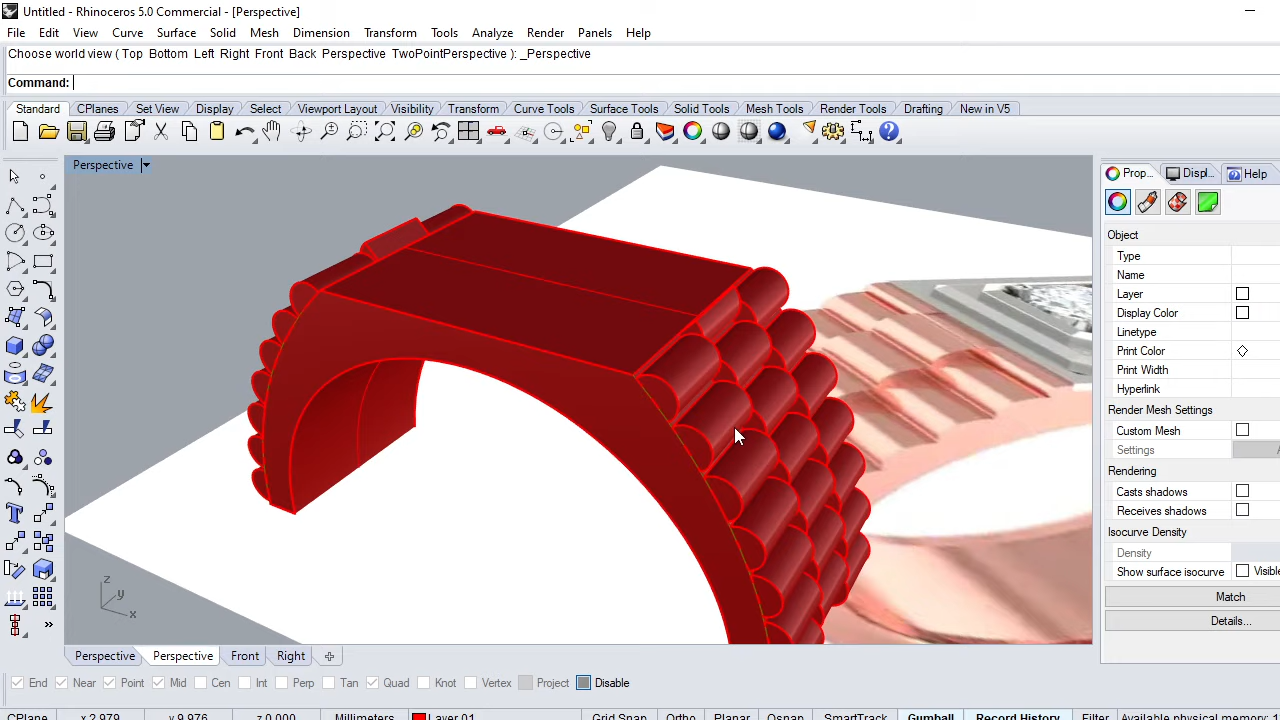 Untitled - Rhinoceros 5.0 Commercial - [Perspective]
File Edit View Curve Surface Solid Mesh Dimension Transform Tools Analyze Render Panels Help
Choose world view ( Top Bottom Left Right Front Back Perspective TwoPointPerspective ): _Perspective
Command:
Standard CPlanes Set View Display Select Viewport Layout Visibility Transform Curve Tools Surface Tools Solid Tools Mesh Tools Render Tools Drafting New in V5
Perspective
Prop... Displ... Help
Object
Type
Name
Layer
Display Color
Linetype
Print Color
Print Width
Hyperlink
Render Mesh Settings
Custom Mesh
Settings
Rendering
Casts shadows
Receives shadows
Isocurve Density
Density
Show surface isocurve Visible
Match
Details...
z
y
x
Perspective Perspective Front Right
End Near Point Mid Cen Int Perp Tan Quad Knot Vertex Project Disable
CPlane x 2.979 y 9.976 z 0.000 Millimeters Layer 01 Grid Snap Ortho Planar Osnap SmartTrack Gumball Record History Filter Available physical memory